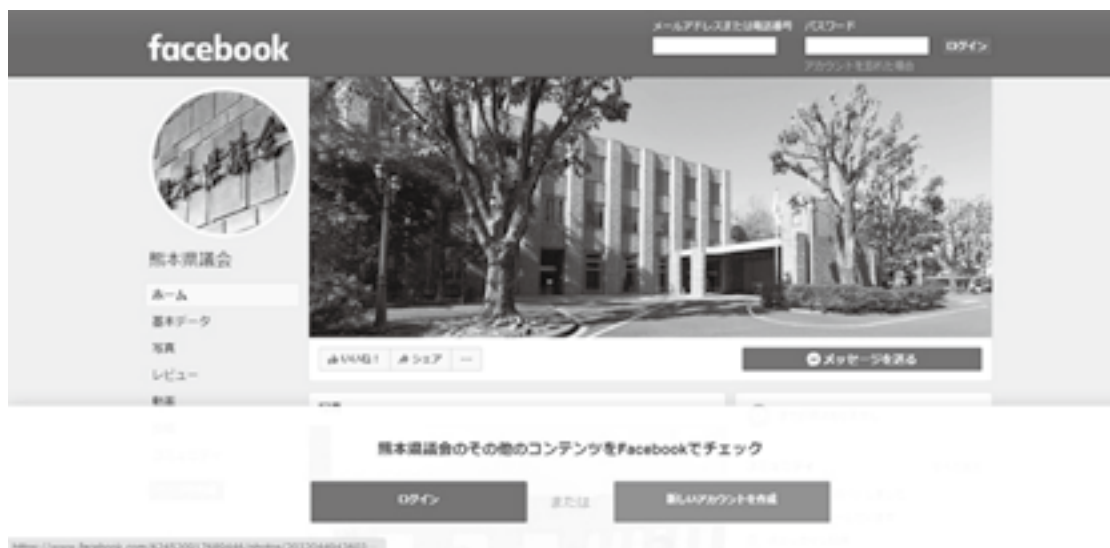 facebook
メールアドレスまたは電話番号
パスワード
ログイン
アカウントを忘れた場合
熊本県議会
ホーム
基本データ
写真
レビュー
動画
いいね！
シェア
メッセージを送る
熊本県議会のその他のコンテンツをFacebookでチェック
ログイン
または
新しいアカウントを作成